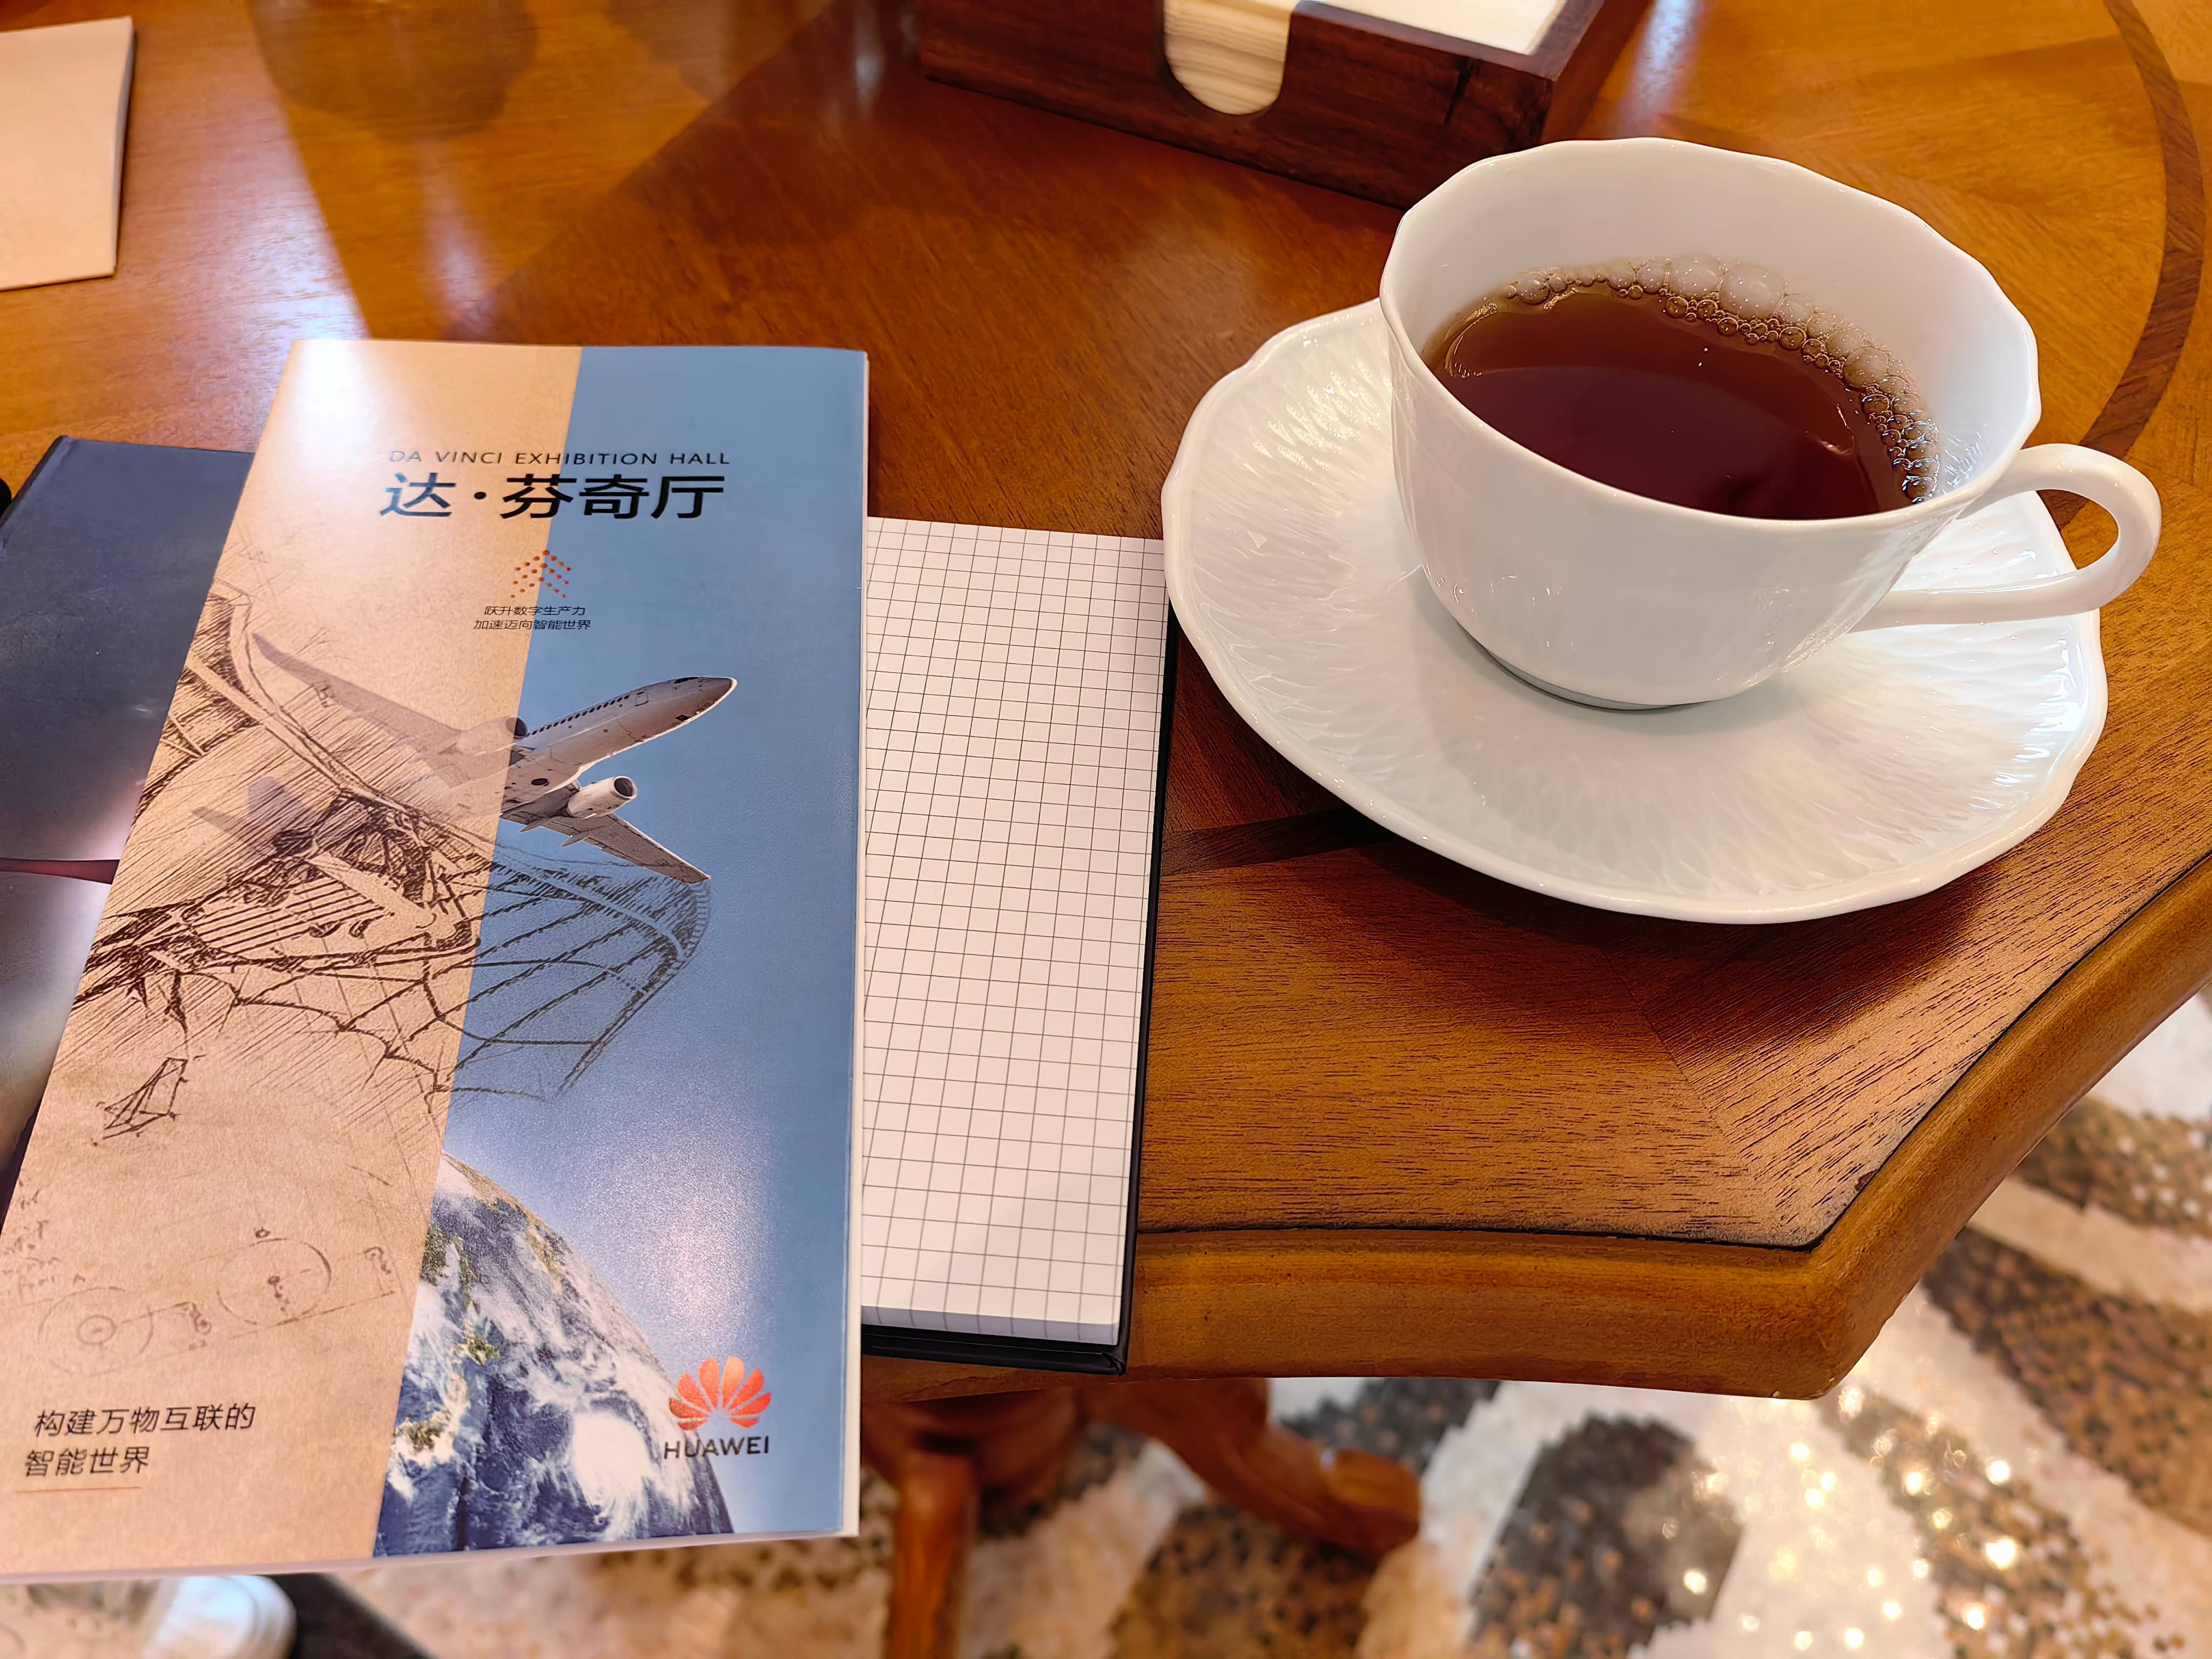 DA VINCI EXHIBITION HALL
达·芬奇厅
跃升数字生产力
加速迈向智能世界
构建万物互联的
智能世界
HUAWEI